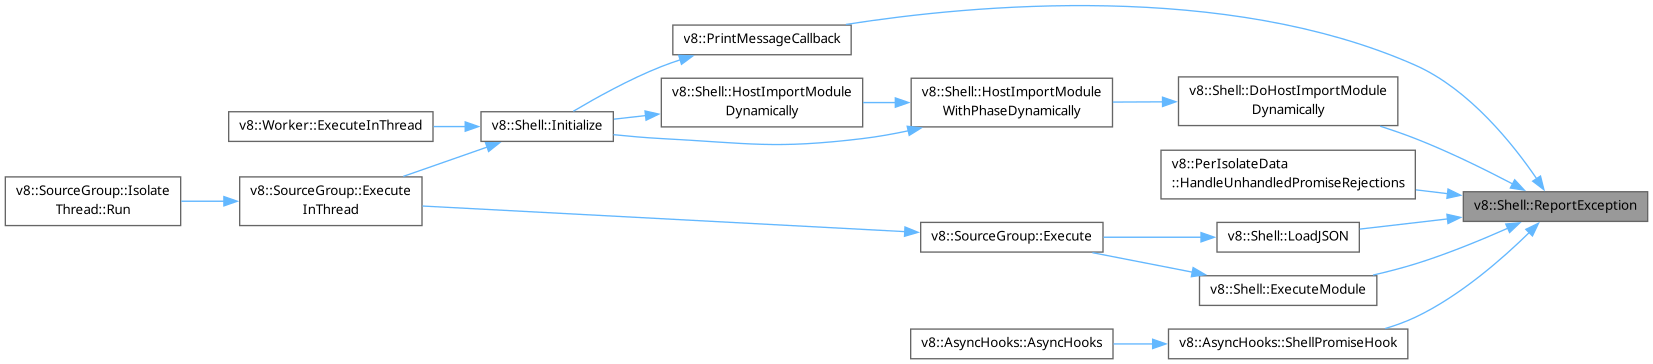 v8::PrintMessageCallback
v8::Shell::HostImportModule
Dynamically
v8::Shell::HostImportModule
WithPhaseDynamically
v8::Shell::DoHostImportModule
Dynamically
v8::Worker::ExecuteInThread
v8::Shell::Initialize
v8::PerIsolateData
::HandleUnhandledPromiseRejections
v8::SourceGroup::Isolate
Thread::Run
v8::SourceGroup::Execute
InThread
v8::Shell::ReportException
v8::SourceGroup::Execute
v8::Shell::LoadJSON
v8::Shell::ExecuteModule
v8::AsyncHooks::AsyncHooks
v8::AsyncHooks::ShellPromiseHook